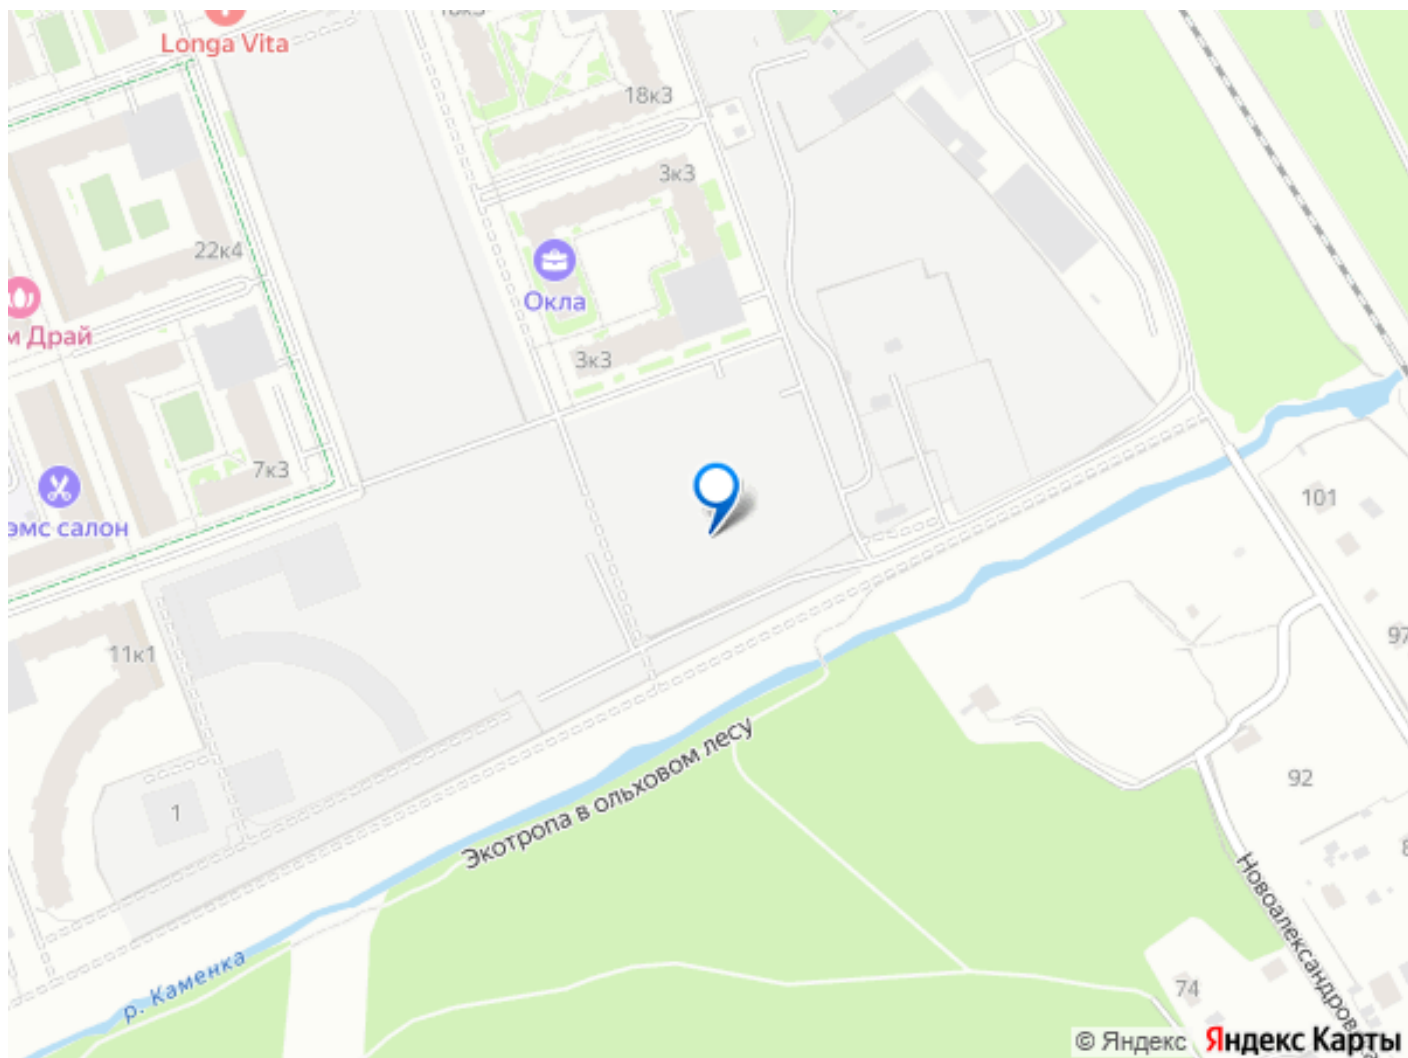 Longa Vita
18к3
3к3
22к4
Окла
м Драй
3к3
7к3
101
эмс салон
97
11к1
92
Экотропа в ольховом лесу
1
Новоалександров
р. Каменка
74
© Яндекс Яндекс Карты